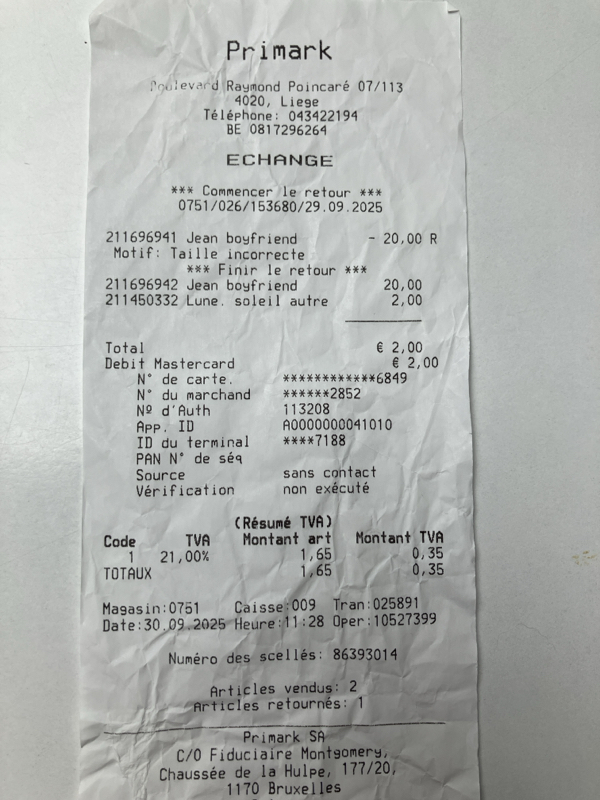 Primark
Boulevard Raymond Poincaré 07/113
4020, Liege
Téléphone: 043422194
BE 0817296264
ECHANGE
*** Commencer le retour ***
0751/026/153680/29.09.2025
211696941 Jean boyfriend - 20,00 R
Motif: Taille incorrecte
*** Finir le retour ***
211696942 Jean boyfriend 20,00
211450332 Lune. soleil autre 2,00
Total € 2,00
Debit Mastercard € 2,00
N° de carte. ************6849
N° du marchand ******2852
Nº d'Auth 113208
App. ID A0000000041010
ID du terminal ****7188
PAN N° de séq
Source sans contact
Vérification non exécuté
(Résumé TVA)
Code TVA Montant art Montant TVA
1 21,00% 1,65 0,35
TOTAUX 1,65 0,35
Magasin:0751 Caisse:009 Tran:025891
Date:30.09.2025 Heure:11:28 Oper:10527399
Numéro des scellés: 86393014
Articles vendus: 2
Articles retournés: 1
Primark SA
C/O Fiduciaire Montgomery,
Chaussée de la Hulpe, 177/20,
1170 Bruxelles